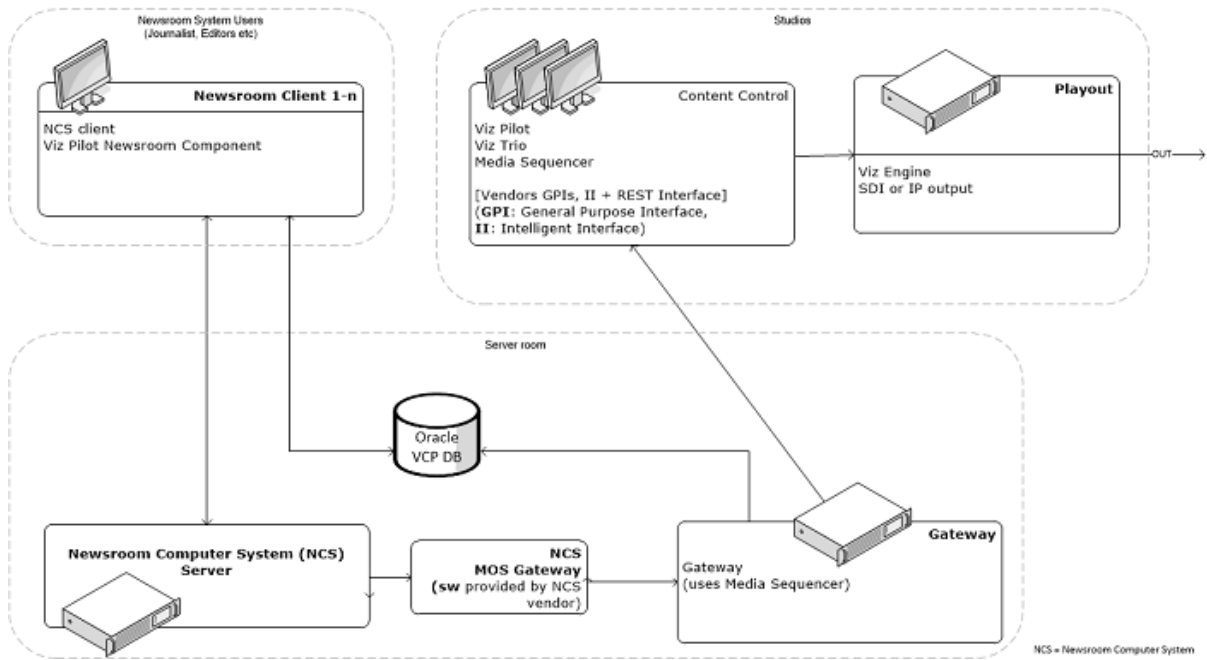 Newsroom System Users
(Journalist, Editors etc)
Newsroom Client 1-n
NCS client
Viz Pilot Newsroom Component
Studios
Content Control
Viz Pilot
Viz Trio
Media Sequencer
[Vendors GPIs, II + REST Interface]
(GPI: General Purpose Interface,
II: Intelligent Interface)
Playout
Viz Engine
SDI or IP output
OUT
Server room
Oracle
VCP DB
Newsroom Computer System (NCS)
Server
NCS
MOS Gateway
(sw provided by NCS
vendor)
Gateway
Gateway
(uses Media Sequencer)
NCS = Newsroom Computer System